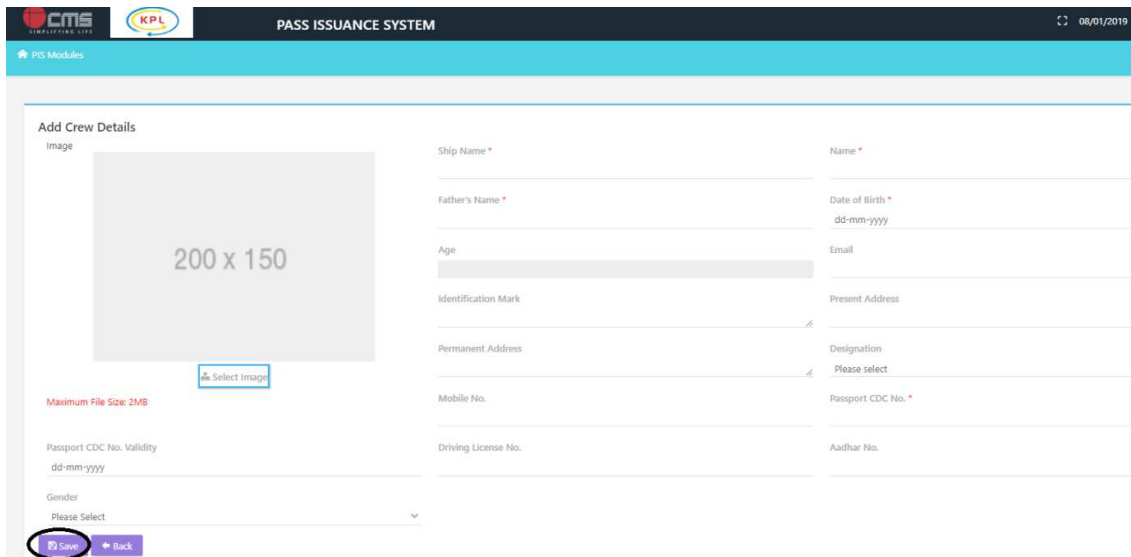 CMS
SIMPLIFYING LIFE
KPL
PASS ISSUANCE SYSTEM
08/01/2019
PIS Modules
Add Crew Details
Image
200 x 150
Select Image
Maximum File Size: 2MB
Ship Name *
Name *
Father's Name *
Date of Birth *
dd-mm-yyyy
Age
Email
Identification Mark
Present Address
Permanent Address
Designation
Please select
Mobile No.
Passport CDC No. *
Passport CDC No. Validity
dd-mm-yyyy
Driving License No.
Aadhar No.
Gender
Please Select
Save
Back